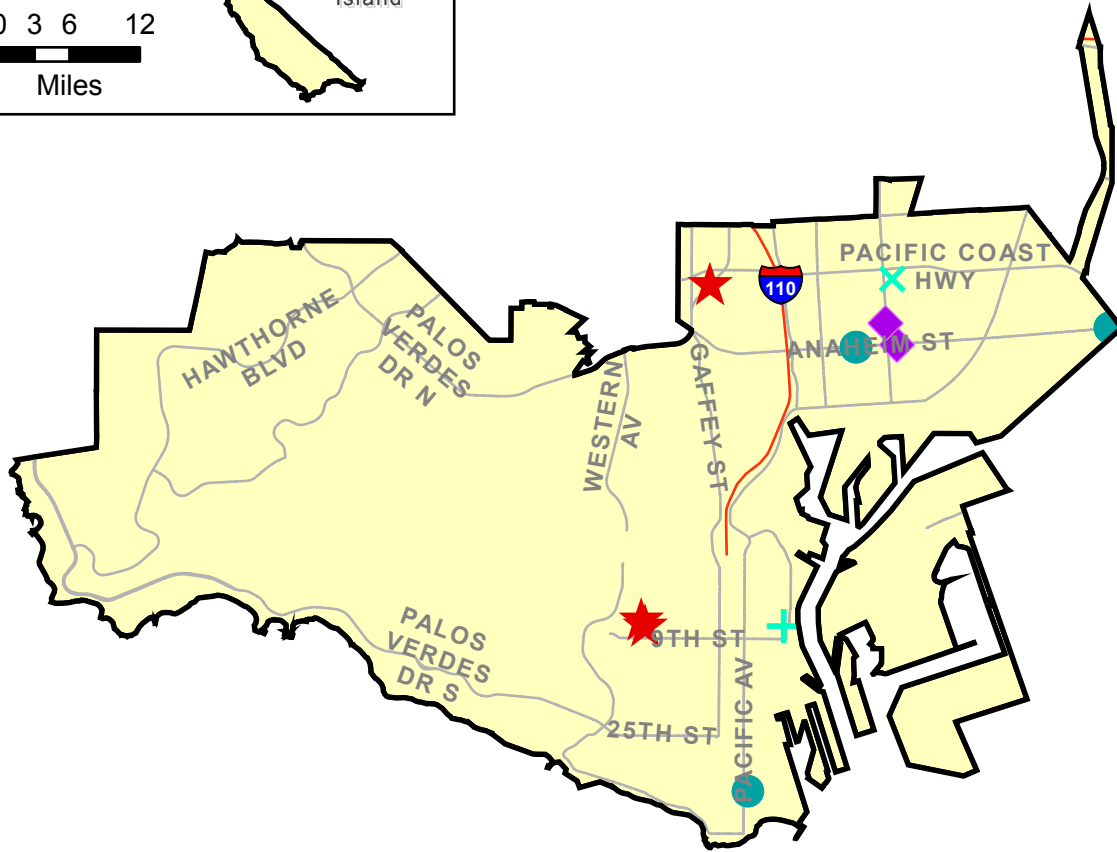 Island
0 3 6 12
Miles
PACIFIC COAST
HWY
110
HAWTHORNE
BLVD
PALOS
VERDES
DR N
ANAHEIM ST
WESTERN
AV
GAFFEY ST
PALOS
VERDES
DR S
9TH ST
25TH ST
PACIFIC AV